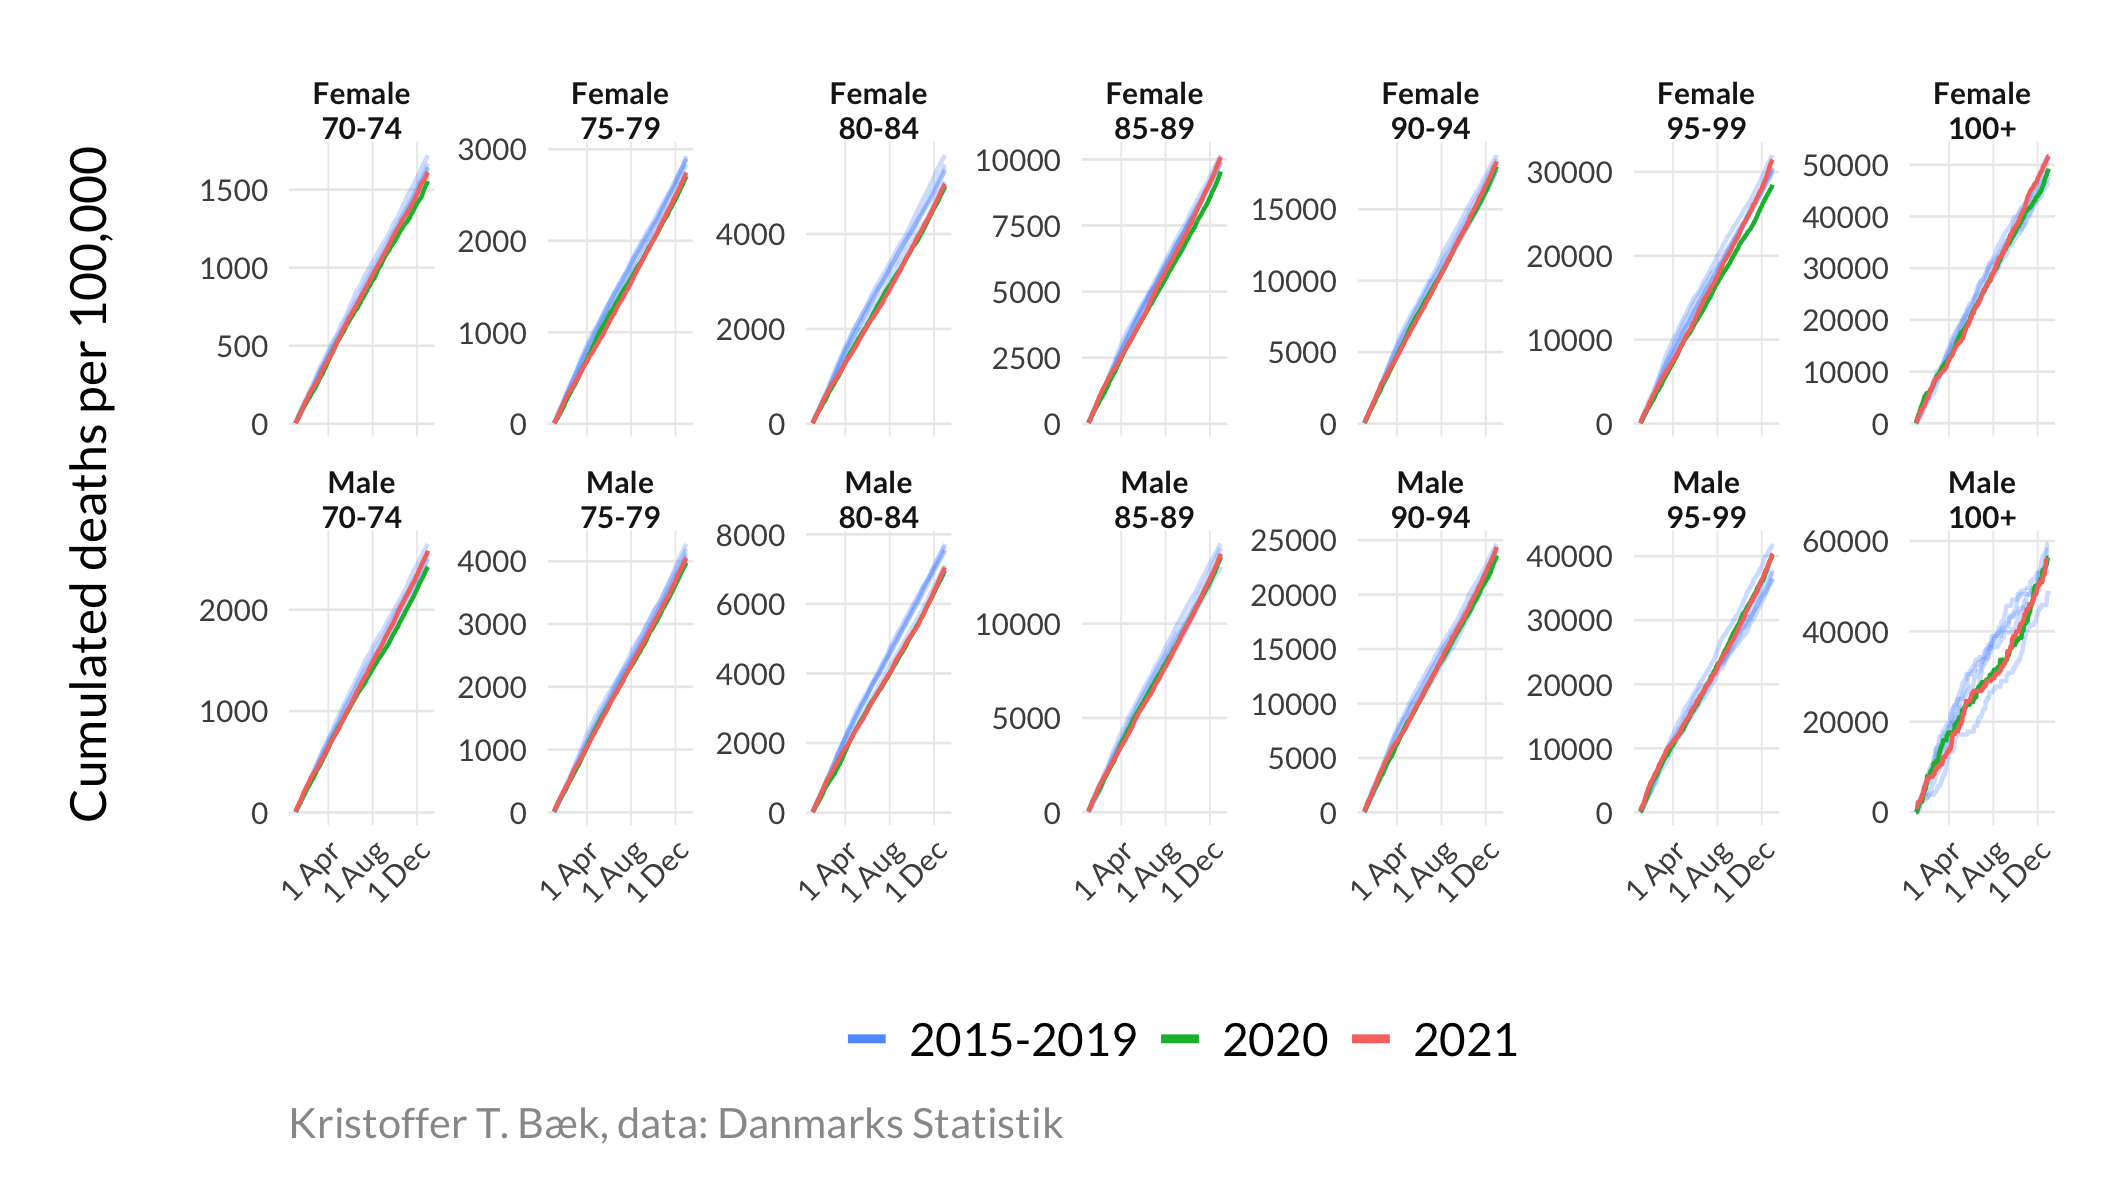 Cumulated deaths per 100,000
Female
70-74
Female
75-79
Female
80-84
Female
85-89
Female
90-94
Female
95-99
Female
100+
1500
1000
500
0
3000
2000
1000
0
4000
2000
0
10000
7500
5000
2500
0
15000
10000
5000
0
30000
20000
10000
0
50000
40000
30000
20000
10000
0
Male
70-74
Male
75-79
Male
80-84
Male
85-89
Male
90-94
Male
95-99
Male
100+
2000
1000
0
4000
3000
2000
1000
0
8000
6000
4000
2000
0
10000
5000
0
25000
20000
15000
10000
5000
0
40000
30000
20000
10000
0
60000
40000
20000
0
1 Apr
1 Aug
1 Dec
1 Apr
1 Aug
1 Dec
1 Apr
1 Aug
1 Dec
1 Apr
1 Aug
1 Dec
1 Apr
1 Aug
1 Dec
1 Apr
1 Aug
1 Dec
1 Apr
1 Aug
1 Dec
2015-2019 2020 2021
Kristoffer T. Bæk, data: Danmarks Statistik